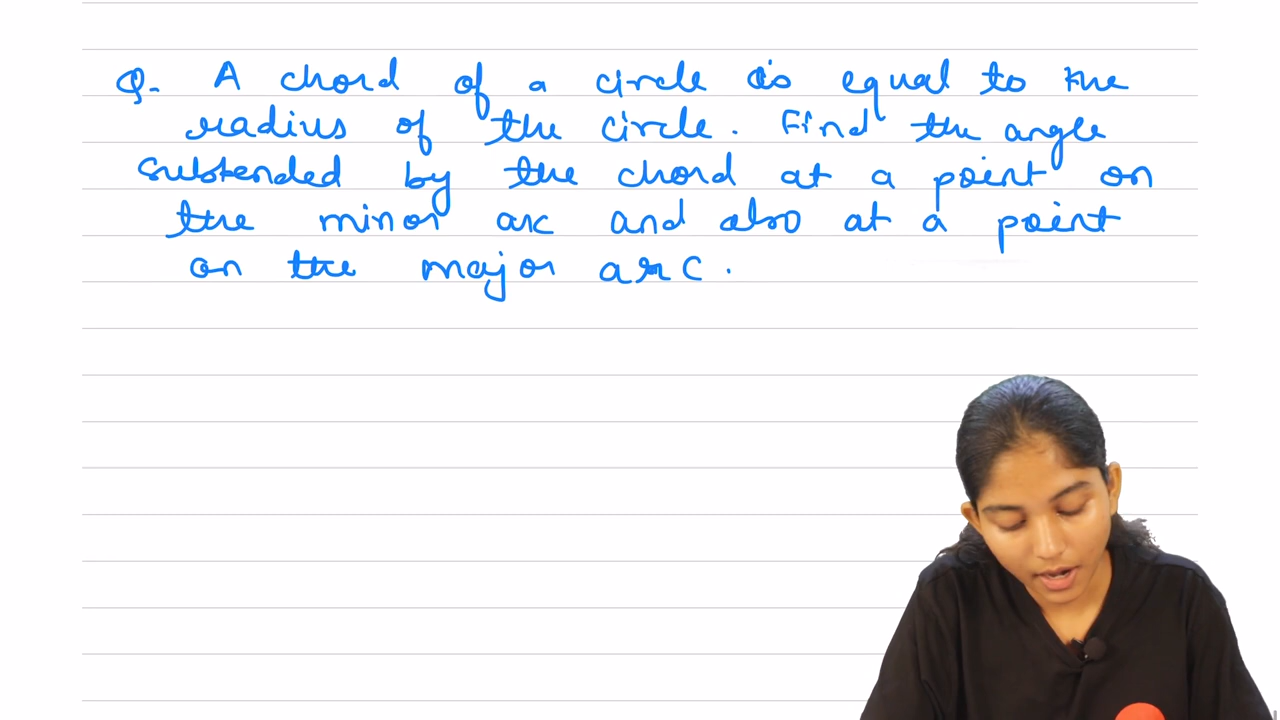 Q. A chord of a circle is equal to the
radius of the circle. Find the angle
subtended by the chord at a point on
the minor arc and also at a point
on the major arc.